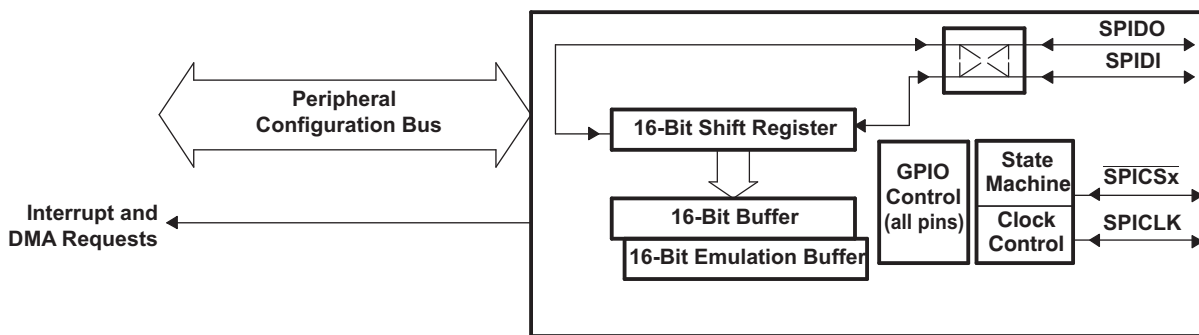 SPIDO
SPIDI
Peripheral
Configuration Bus
16-Bit Shift Register
GPIO
Control
(all pins)
State
Machine
SPICSx
Interrupt and
DMA Requests
16-Bit Buffer
Clock
Control
SPICLK
16-Bit Emulation Buffer